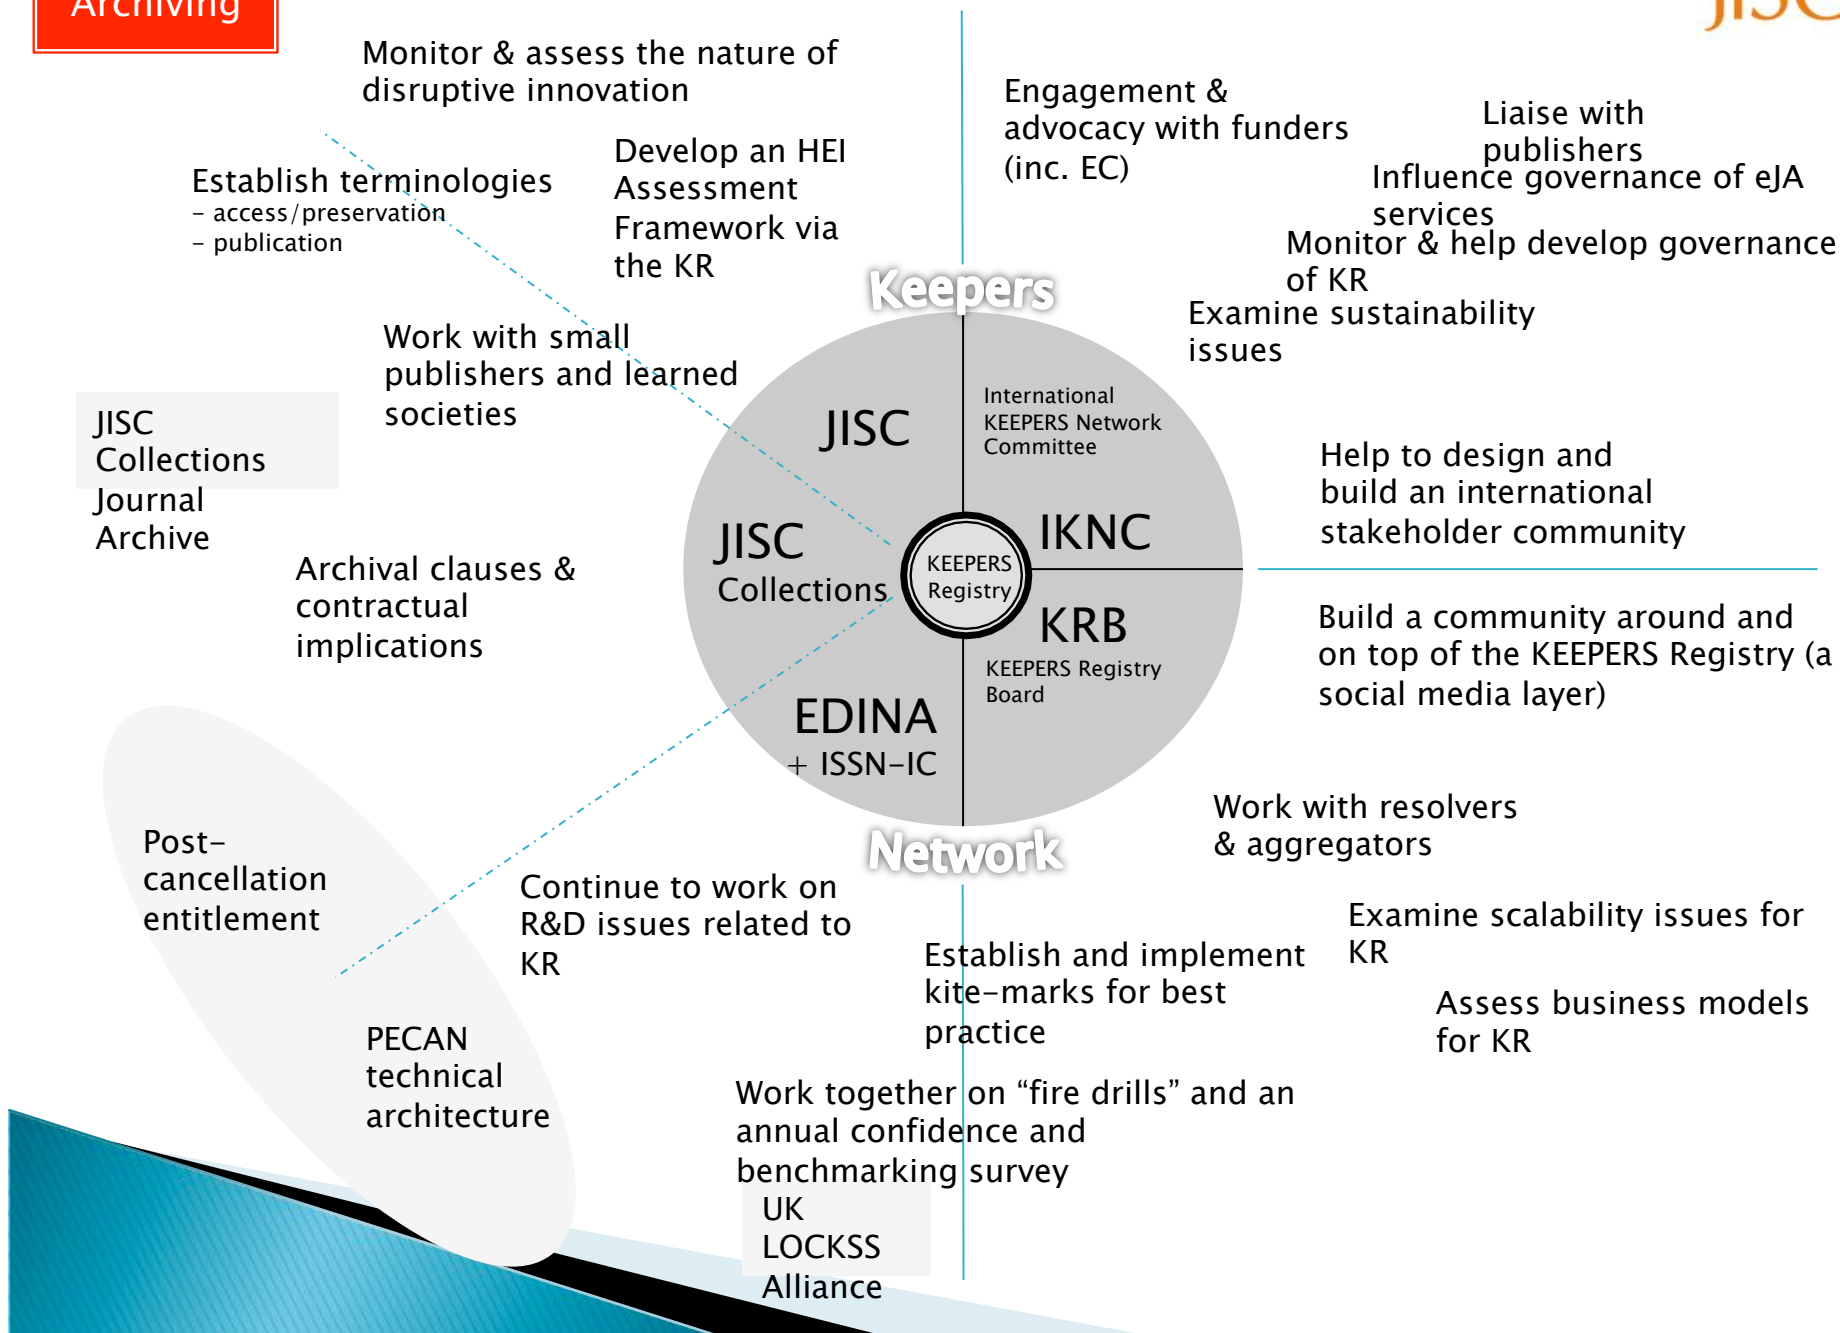 Archiving
JISC
Monitor & assess the nature of
disruptive innovation
Establish terminologies
- access/preservation
- publication
Develop an HEI
Assessment
Framework via
the KR
Work with small
publishers and learned
societies
JISC
Collections
Journal
Archive
Archival clauses &
contractual
implications
Engagement &
advocacy with funders
(inc. EC)
Liaise with
publishers
Influence governance of eJA
services
Monitor & help develop governance
of KR
Examine sustainability
issues
Keepers
JISC
International
KEEPERS Network
Committee
JISC
Collections
IKNC
KEEPERS
Registry
KRB
KEEPERS Registry
Board
EDINA
+ ISSN-IC
Network
Help to design and
build an international
stakeholder community
Build a community around and
on top of the KEEPERS Registry (a
social media layer)
Work with resolvers
& aggregators
Examine scalability issues for
KR
Assess business models
for KR
Post-
cancellation
entitlement
PECAN
technical
architecture
Continue to work on
R&D issues related to
KR
Establish and implement
kite-marks for best
practice
Work together on “fire drills” and an
annual confidence and
benchmarking survey
UK
LOCKSS
Alliance